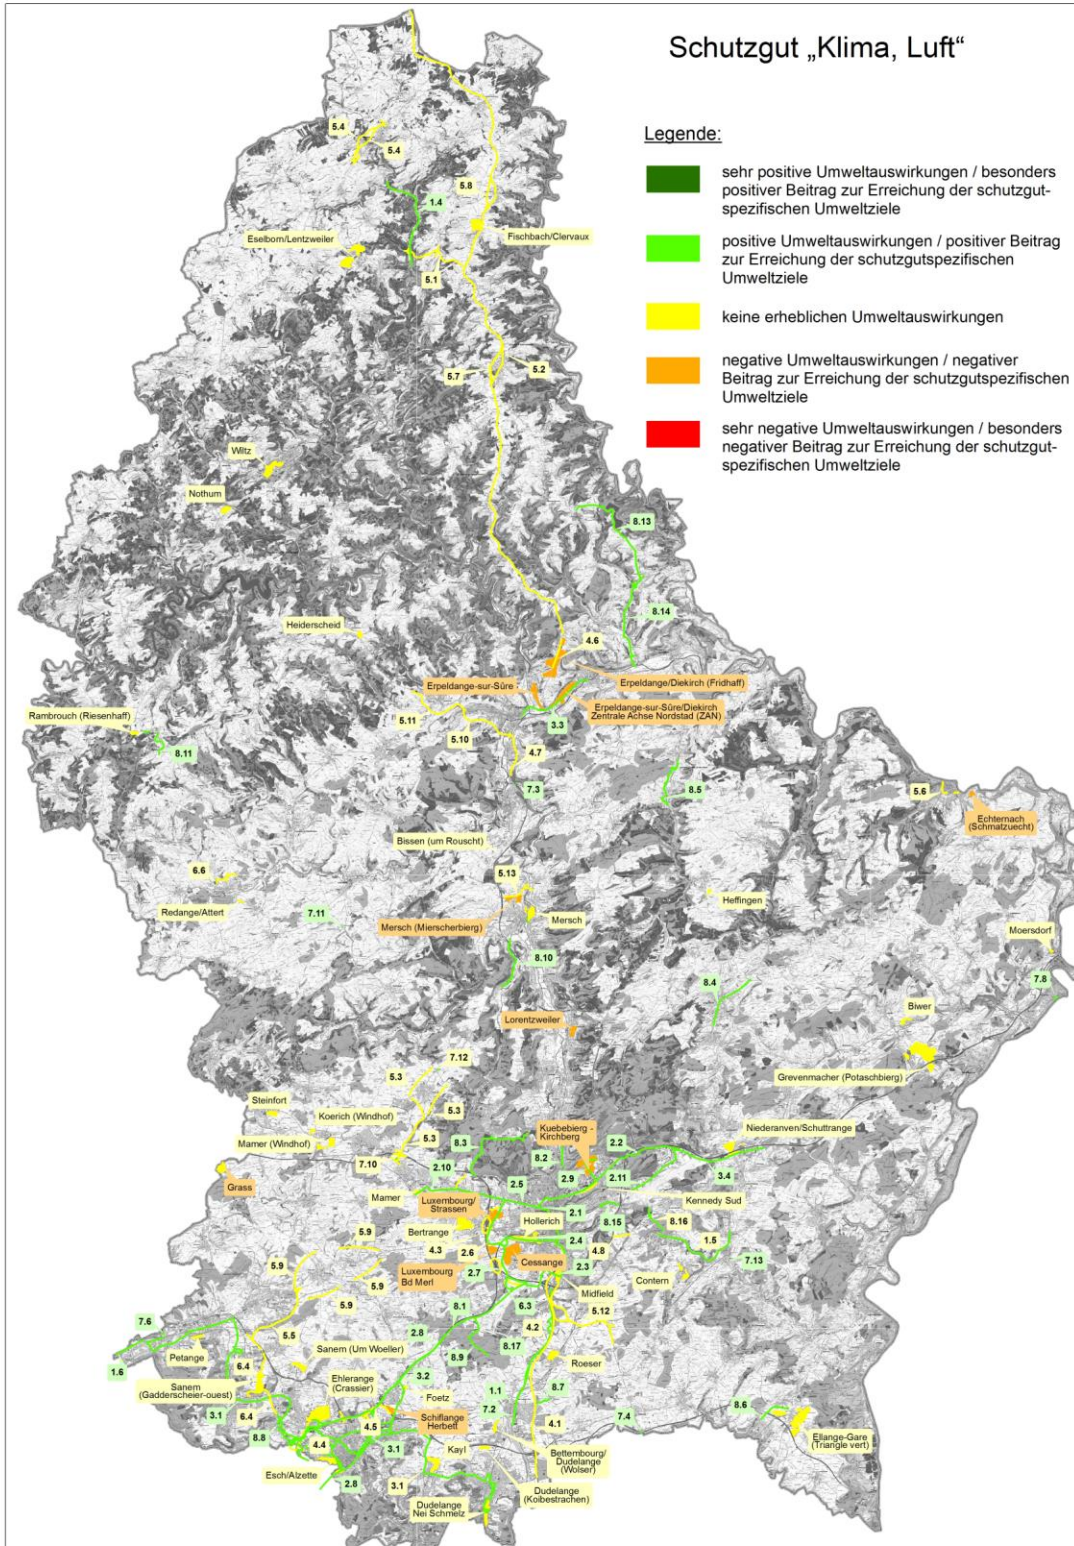 Schutzgut „Klima, Luft“
Legende:
sehr positive Umweltauswirkungen / besonders
positiver Beitrag zur Erreichung der schutzgut-
spezifischen Umweltziele
positive Umweltauswirkungen / positiver Beitrag
zur Erreichung der schutzgutspezifischen
Umweltziele
keine erheblichen Umweltauswirkungen
negative Umweltauswirkungen / negativer
Beitrag zur Erreichung der schutzgutspezifischen
Umweltziele
sehr negative Umweltauswirkungen / besonders
negativer Beitrag zur Erreichung der schutzgut-
spezifischen Umweltziele
5.4
5.4
5.8
1.4
Eselborn/Lentzweiler
Fischbach/Clervaux
5.1
5.7
5.2
Wiltz
Nothum
8.13
8.14
Heiderscheid
4.6
Erpeldange-sur-Sûre
Erpeldange/Diekirch (Fridhaff)
Erpeldange-sur-Sûre/Diekirch
Zentrale Achse Nordstad (ZAN)
Rambrouch (Riesenhaff)
8.11
5.11
5.10
3.3
4.7
7.3
8.5
5.6
Echternach
(Schmatzuecht)
Bissen (um Rouscht)
6.6
5.13
Redange/Attert
7.11
Mersch (Mierscherbierg)
Mersch
Heffingen
Moersdorf
8.10
8.4
7.8
Lorentzweiler
Biwer
Grevenmacher (Potaschbierg)
7.12
5.3
Steinfort
Koerich (Windhof)
5.3
Mamer (Windhof)
5.3
8.3
Kuebebierg -
Kirchberg
2.2
Niederanven/Schuttrange
8.2
7.10
2.10
2.9
2.11
3.4
Grass
Mamer
2.5
Kennedy Sud
Luxembourg/
Strassen
2.1
Hollerich
8.15
8.16
Bertrange
2.4
1.5
5.9
4.3
2.6
4.8
7.13
5.9
Cessange
Luxembourg
Bd Merl
2.7
2.3
Contern
5.9
Midfield
5.9
8.1
6.3
5.12
7.6
5.5
2.8
4.2
8.17
Petange
Sanem (Um Woeller)
8.9
Roeser
1.6
6.4
3.2
Sanem
(Gadderscheier-ouest)
Ehlerange
(Crassier)
1.1
8.7
Foetz
7.2
8.6
3.1
6.4
Schifflange
Herbett
4.1
7.4
8.8
4.5
Ellange-Gare
(Triangle vert)
4.4
3.1
Kayl
Bettembourg/
Dudelange
(Wolser)
Esch/Alzette
2.8
3.1
Dudelange
(Koibestrachen)
Dudelange
Nei Schmelz